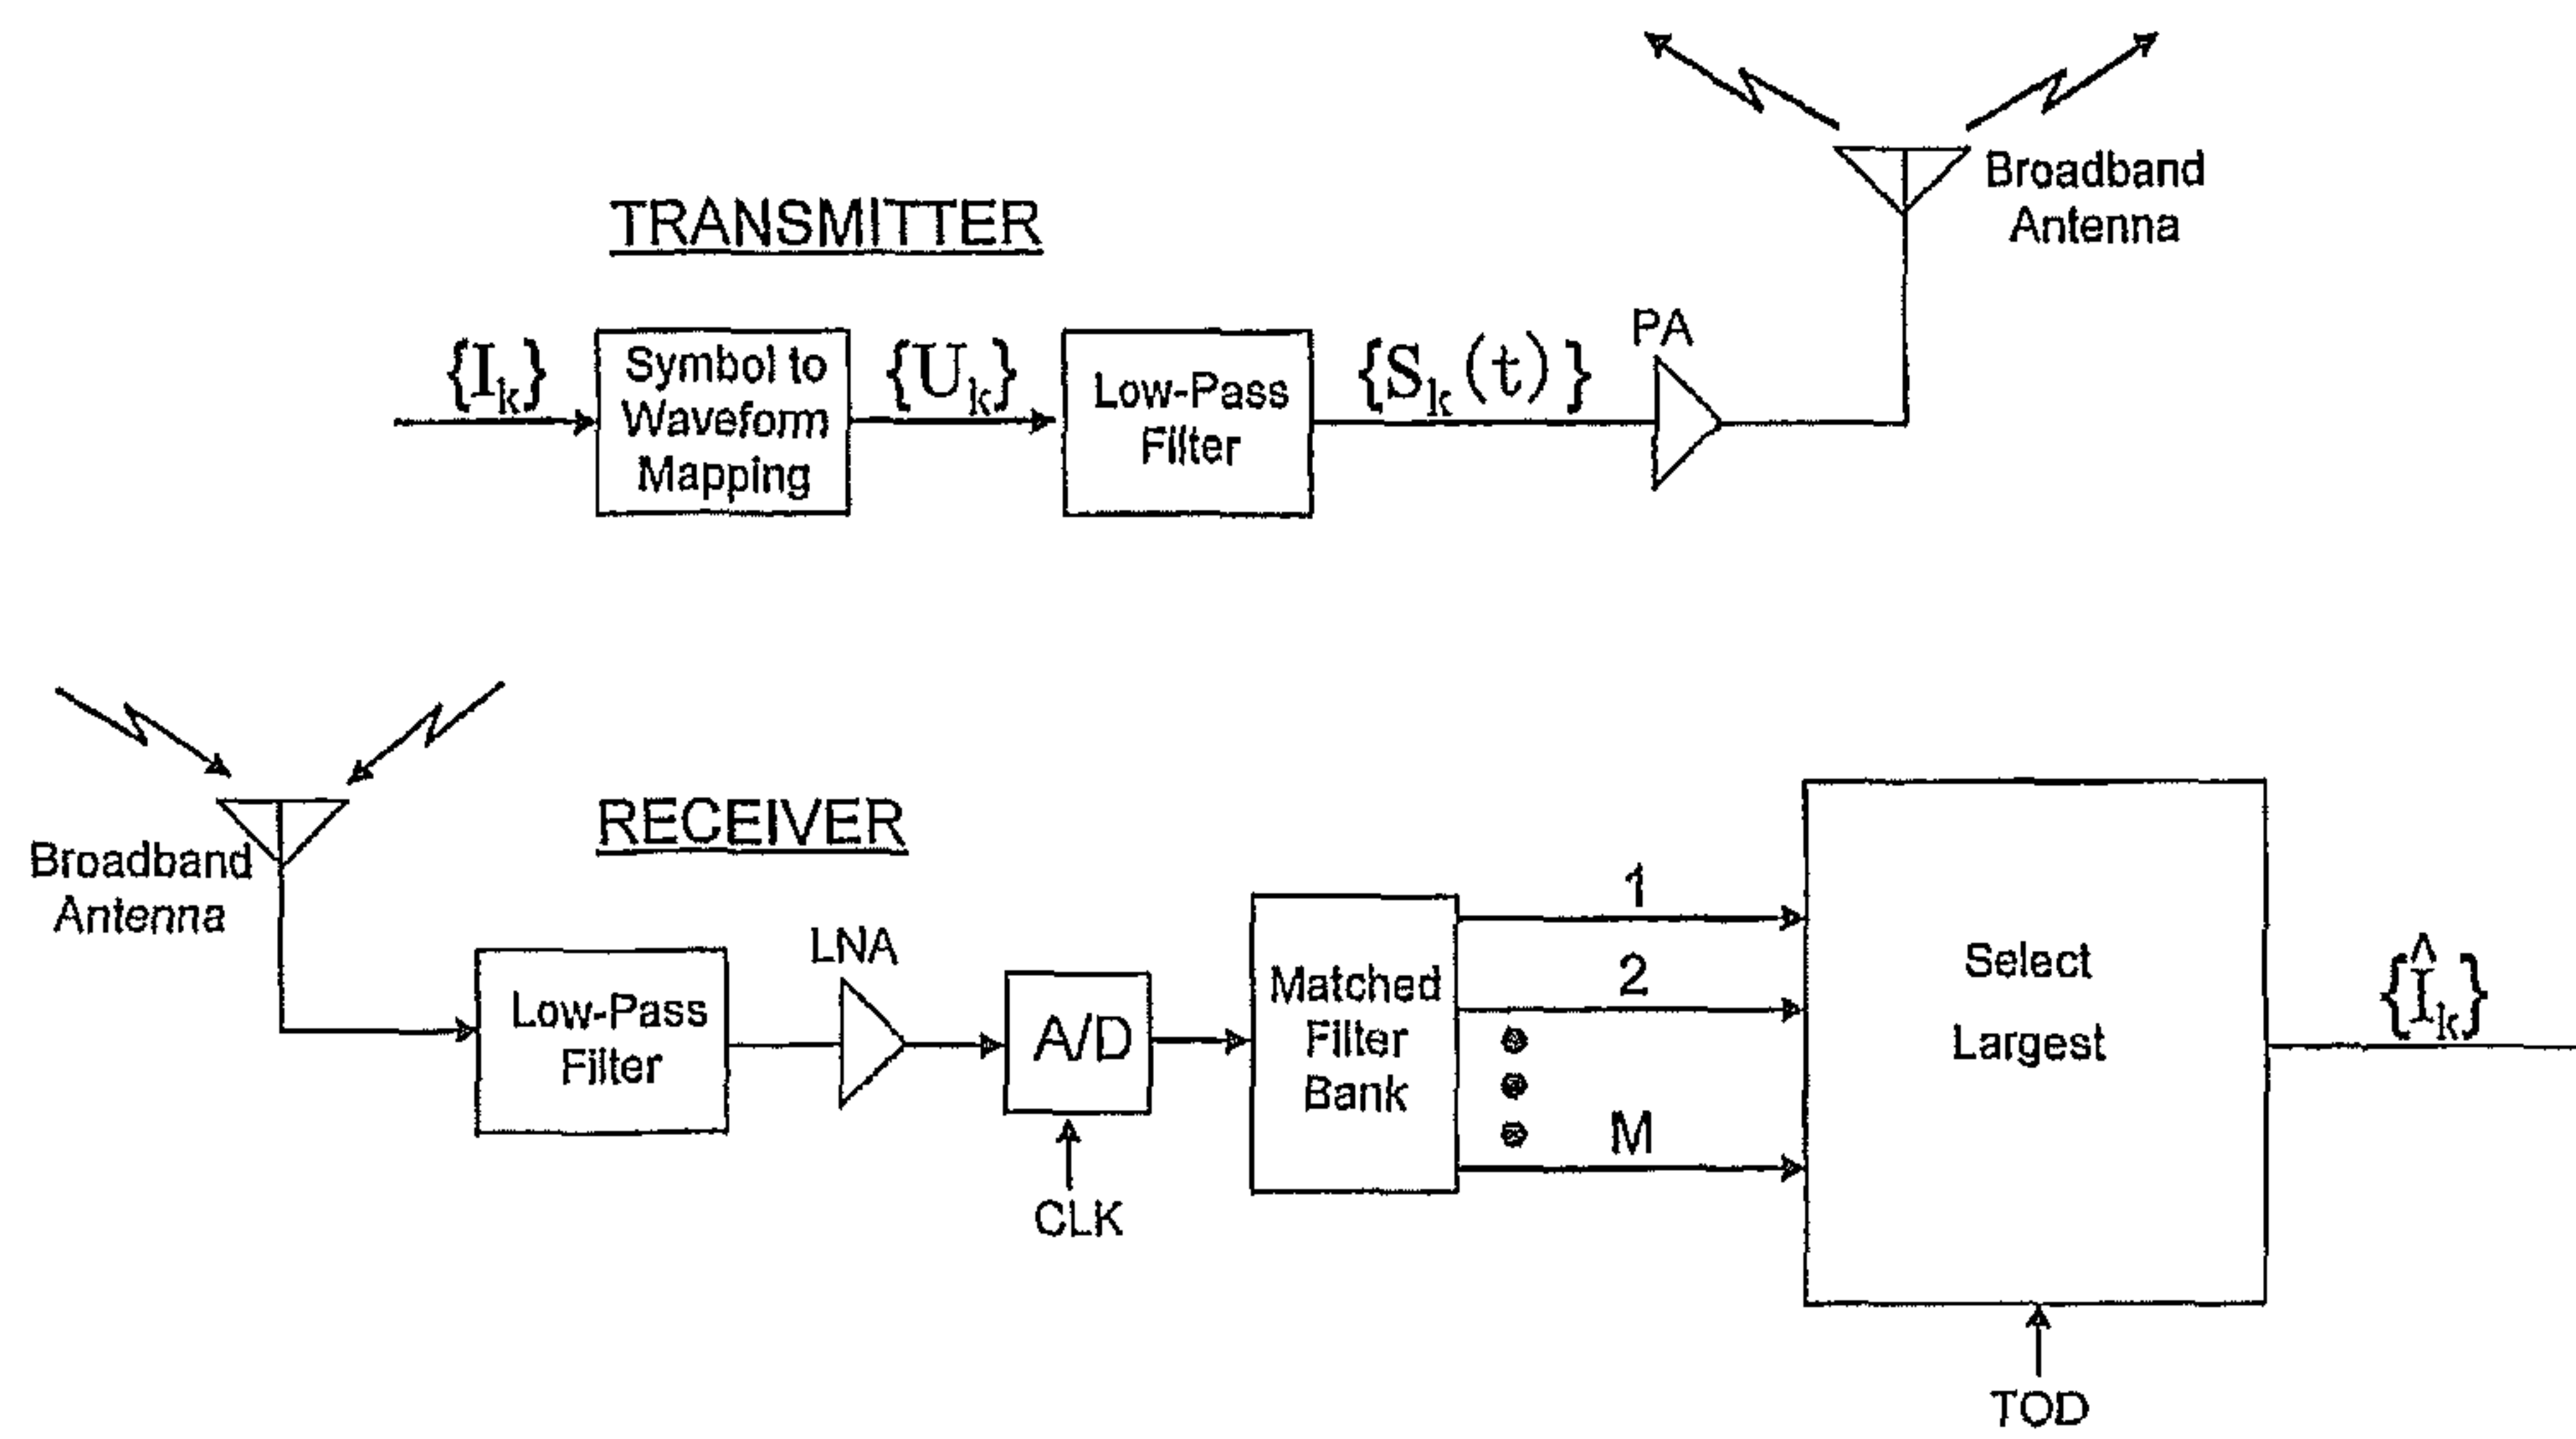 TRANSMITTER
Broadband
Antenna
PA
{I_k}
Symbol to
Waveform
Mapping
{U_k}
Low-Pass
Filter
{S_k(t)}
RECEIVER
Broadband
Antenna
Low-Pass
Filter
LNA
A/D
CLK
Matched
Filter
Bank
1
2
M
Select
Largest
{Î_k}
TOD